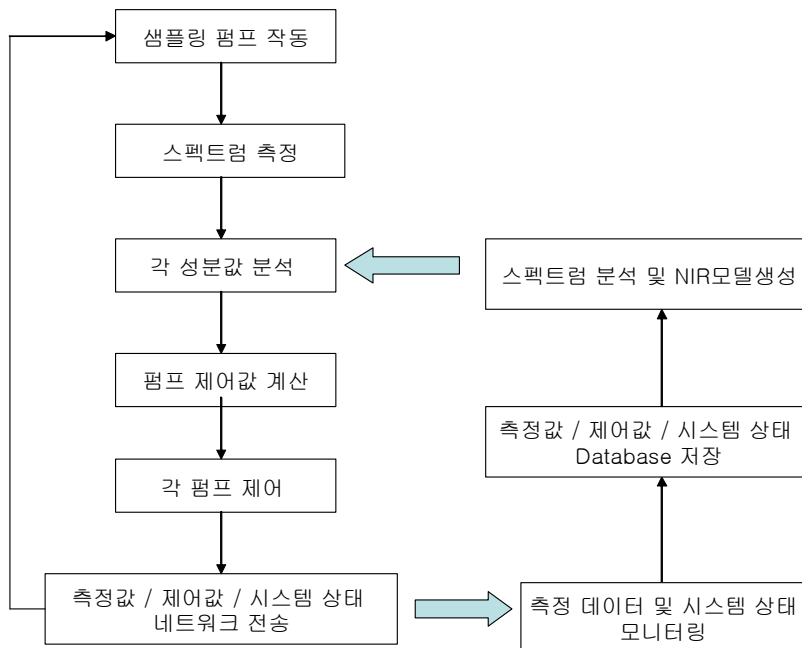 샘플링 펌프 작동
스펙트럼 측정
각 성분값 분석
스펙트럼 분석 및 NIR모델생성
펌프 제어값 계산
측정값 / 제어값 / 시스템 상태
Database 저장
각 펌프 제어
측정값 / 제어값 / 시스템 상태
네트워크 전송
측정 데이터 및 시스템 상태
모니터링